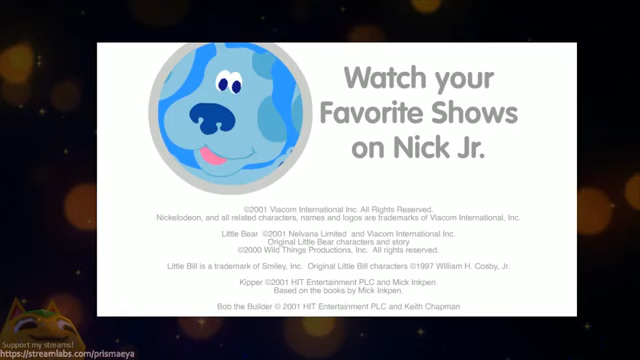 Watch your
Favorite Shows
on Nick Jr.
©2001 Viacom International Inc. All Rights Reserved.
Nickelodeon, and all related characters, names and logos are trademarks of Viacom International, Inc.
Little Bear ©2001 Nelvana Limited and Viacom International Inc.
Original Little Bear characters and story
©2000 Wild Things Productions, Inc. All rights reserved.
Little Bill is a trademark of Smiley, Inc. Original Little Bill characters ©1997 William H. Cosby, Jr.
Kipper ©2001 HIT Entertainment PLC and Mick Inkpen.
Based on the books by Mick Inkpen.
Bob the Builder © 2001 HIT Entertainment PLC and Keith Chapman
Support my streams!
https://streamlabs.com/prismaeya